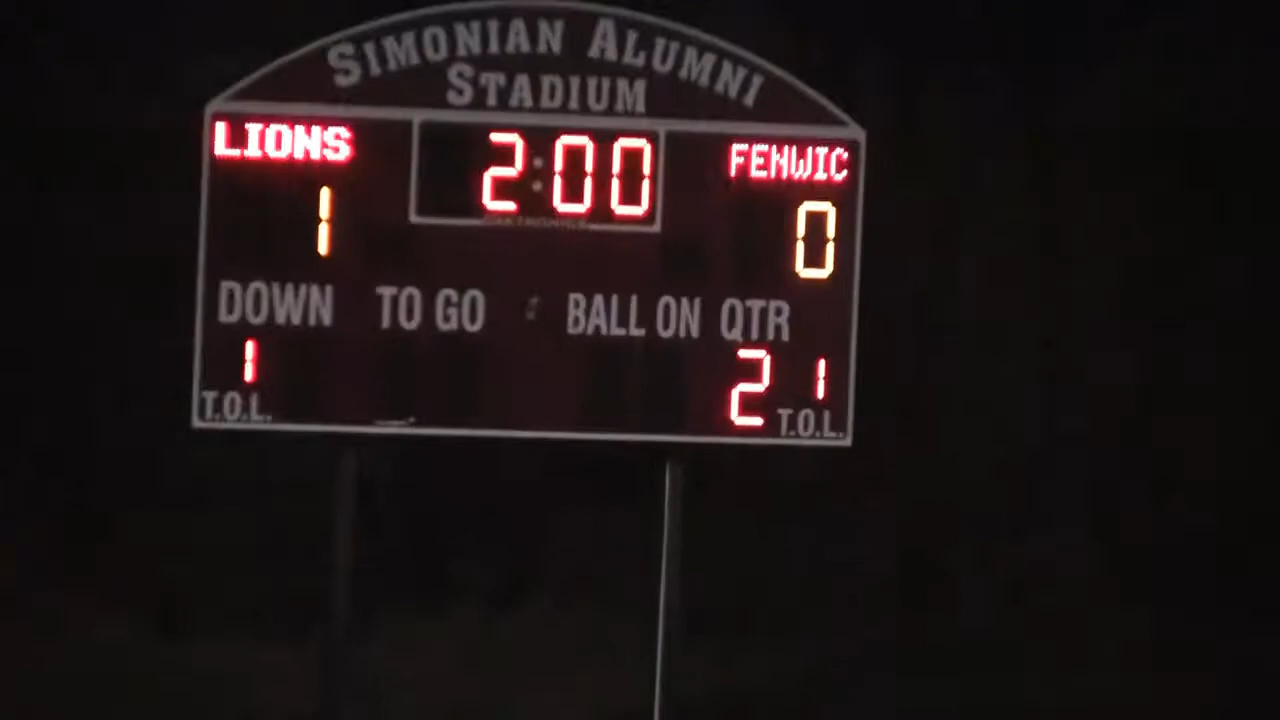 SIMONIAN ALUMNI
STADIUM
LIONS 2:00 FENWIC
1 0
DOWN TO GO BALL ON QTR
1 2 1
T.O.L. T.O.L.